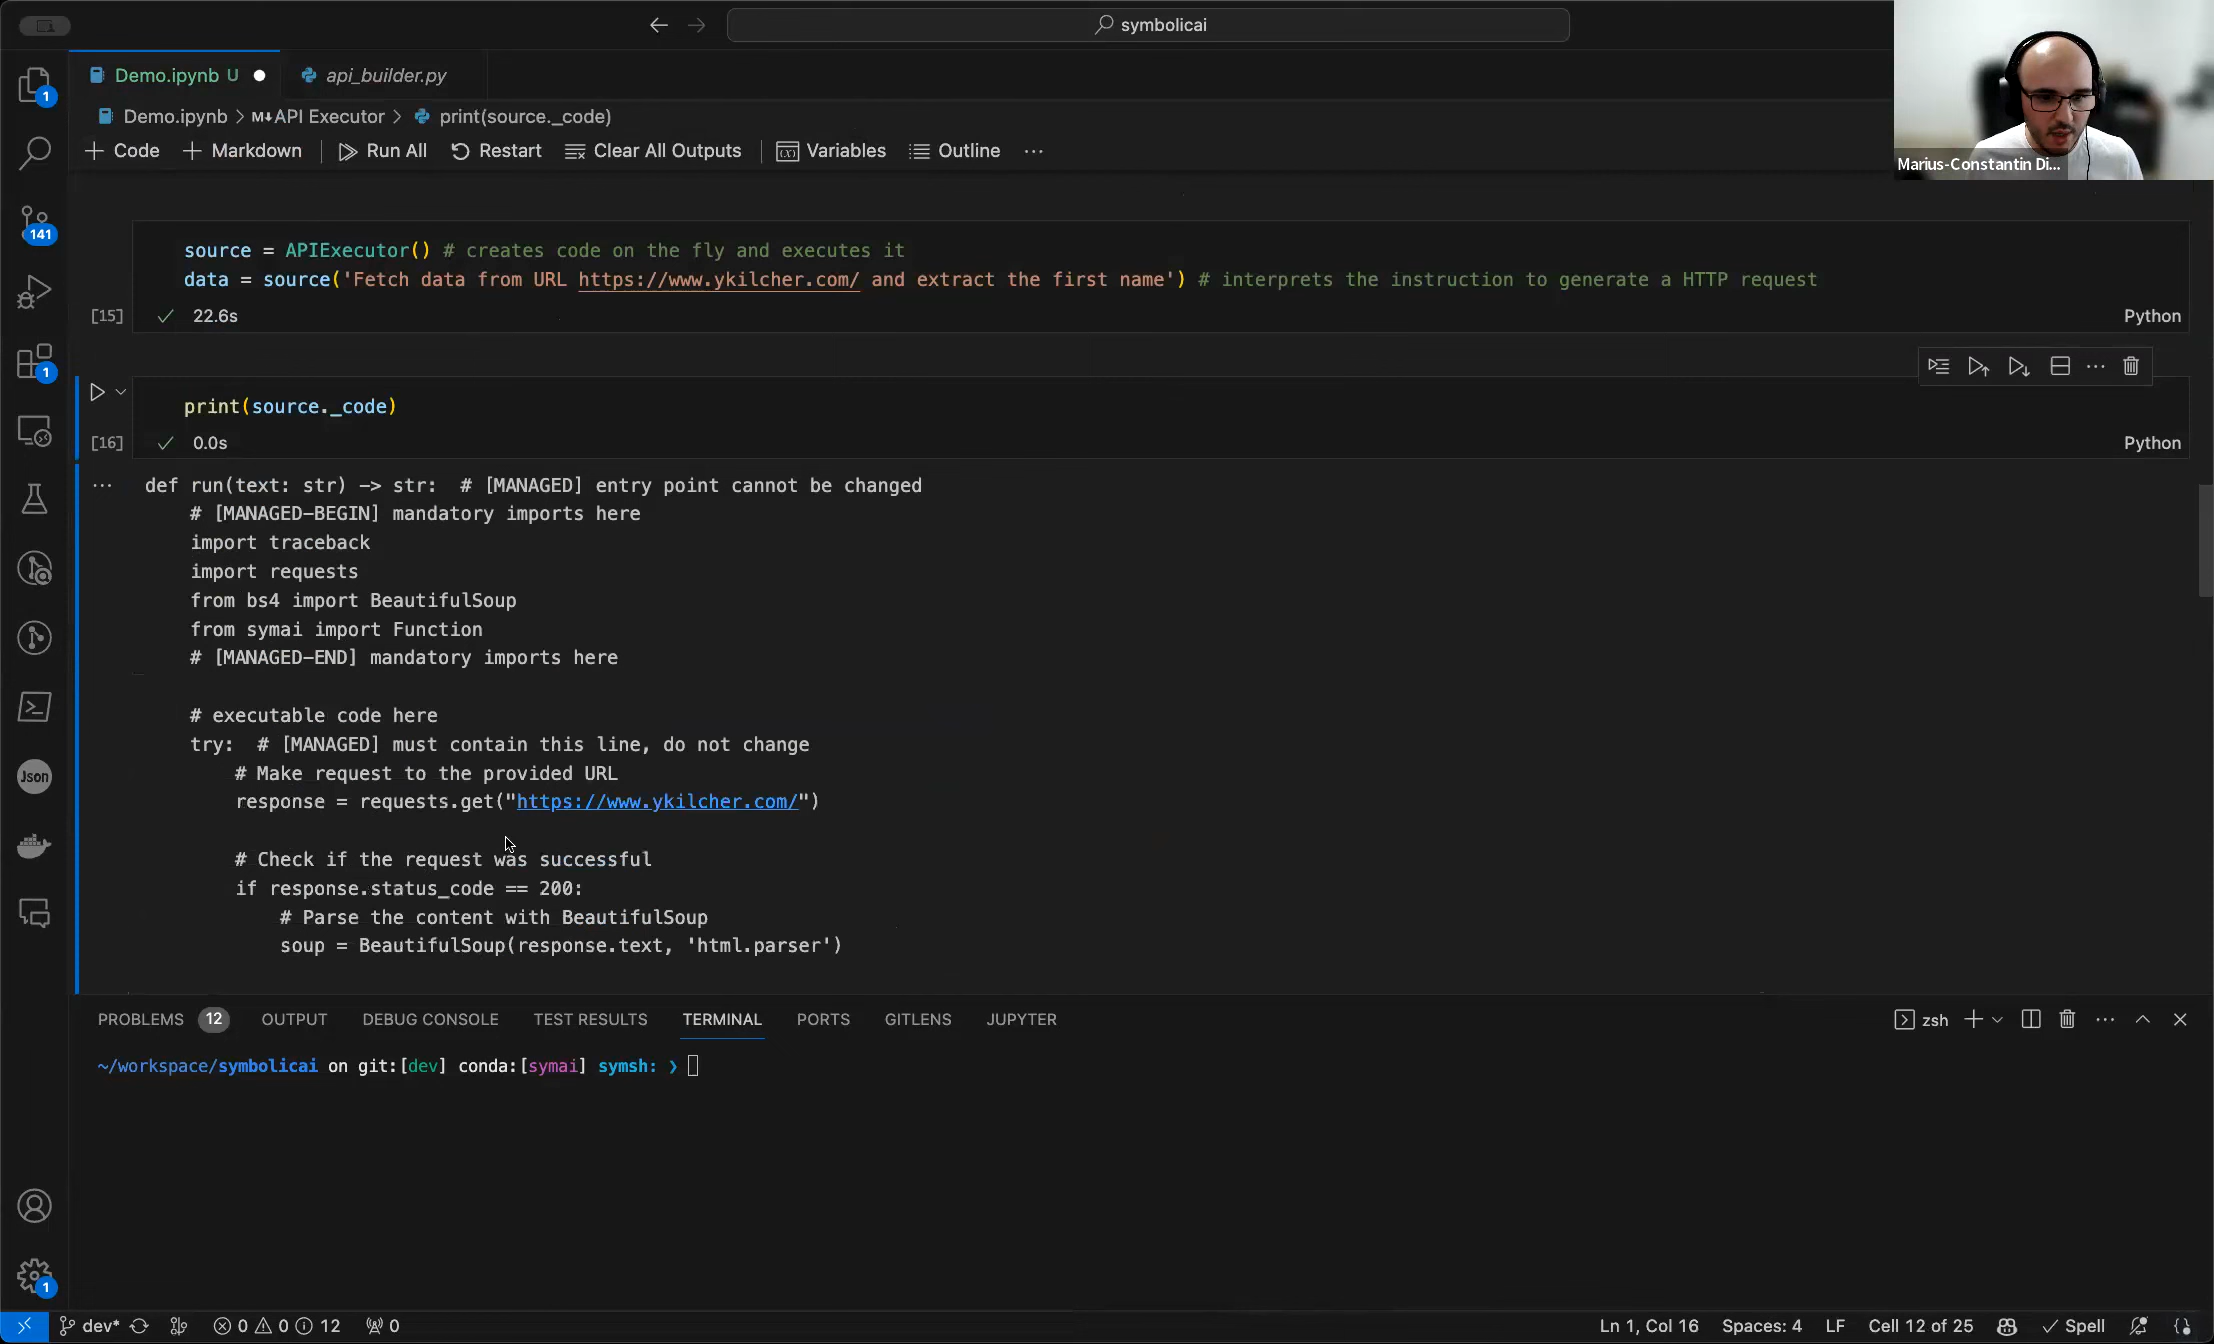 symbolicai
Demo.ipynb U
api_builder.py
Demo.ipynb > M↓API Executor > print(source._code)
Code
Markdown
Run All
Restart
Clear All Outputs
Variables
Outline
...
Marius-Constantin Di...
1
141
1
Json
1
source = APIExecutor() # creates code on the fly and executes it
data = source('Fetch data from URL https://www.ykilcher.com/ and extract the first name') # interprets the instruction to generate a HTTP request
[15] ✓ 22.6s Python
print(source._code)
[16] ✓ 0.0s Python
... def run(text: str) -> str:  # [MANAGED] entry point cannot be changed
# [MANAGED-BEGIN] mandatory imports here
import traceback
import requests
from bs4 import BeautifulSoup
from symai import Function
# [MANAGED-END] mandatory imports here
# executable code here
try:  # [MANAGED] must contain this line, do not change
# Make request to the provided URL
response = requests.get("https://www.ykilcher.com/")
# Check if the request was successful
if response.status_code == 200:
# Parse the content with BeautifulSoup
soup = BeautifulSoup(response.text, 'html.parser')
PROBLEMS 12 OUTPUT DEBUG CONSOLE TEST RESULTS TERMINAL PORTS GITLENS JUPYTER
zsh
~/workspace/symbolicai on git:[dev] conda:[symai] symsh: ❯
dev* 0 0 12 0
Ln 1, Col 16 Spaces: 4 LF Cell 12 of 25 ✓ Spell